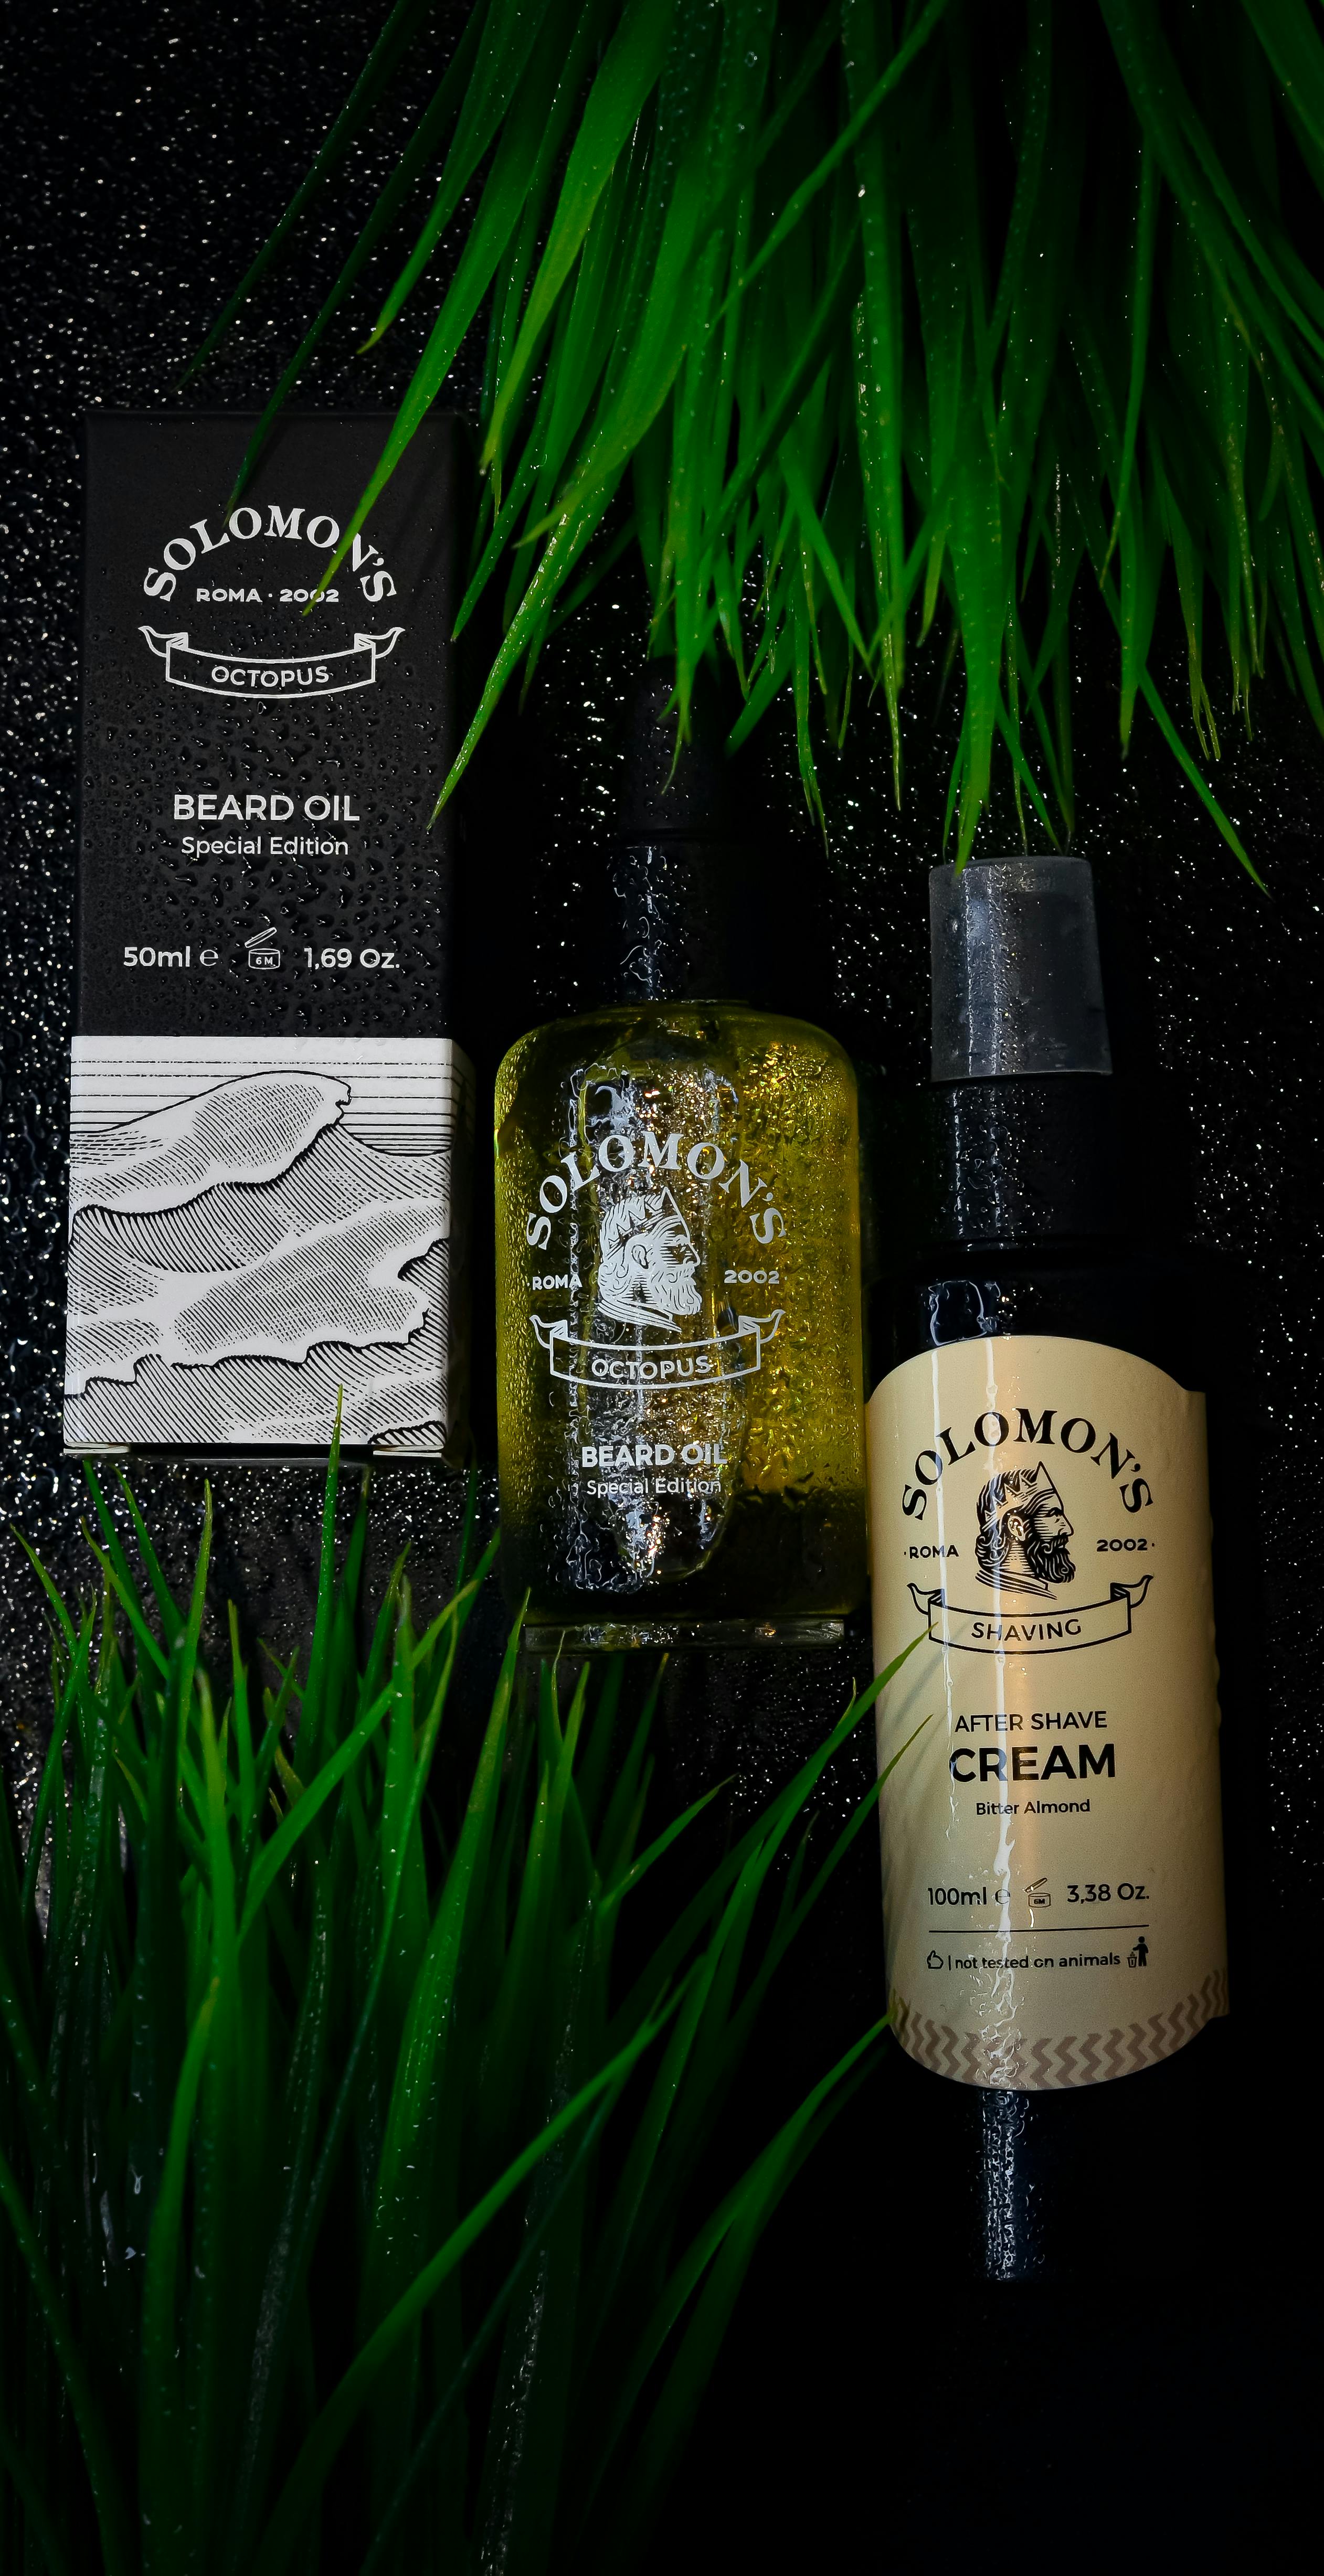 SOLOMON'S
ROMA · 2002
OCTOPUS
BEARD OIL
Special Edition
50ml ℮ 6M 1,69 Oz.
SOLOMON'S
·ROMA 2002
OCTOPUS
BEARD OIL
Special Edition
SOLOMON'S
·ROMA 2002·
SHAVING
AFTER SHAVE
CREAM
Bitter Almond
100ml ℮ 6M 3,38 Oz.
| not tested on animals